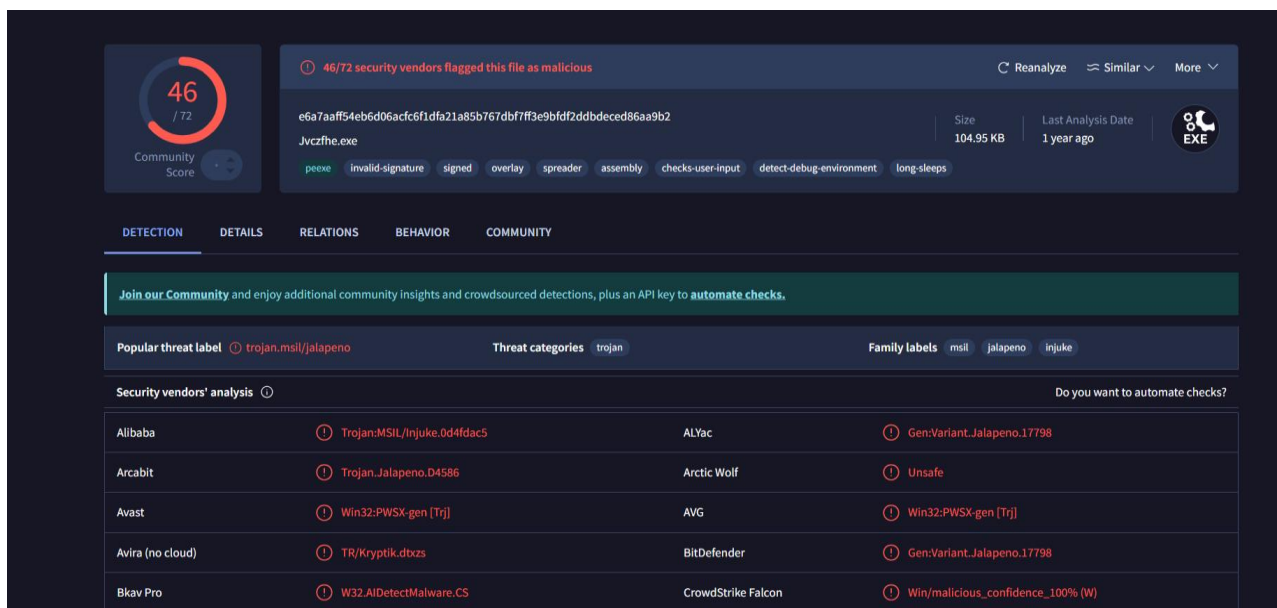 46
/ 72
Community
Score
46/72 security vendors flagged this file as malicious
Reanalyze
Similar
More
e6a7aaff54eb6d06acfc6f1dfa21a85b767dbf7ff3e9bfdf2ddbdeced86aa9b2
Jvczfhe.exe
Size
104.95 KB
Last Analysis Date
1 year ago
EXE
peexe invalid-signature signed overlay spreader assembly checks-user-input detect-debug-environment long-sleeps
DETECTION DETAILS RELATIONS BEHAVIOR COMMUNITY
Join our Community and enjoy additional community insights and crowdsourced detections, plus an API key to automate checks.
Popular threat label trojan.msil/jalapeno Threat categories trojan Family labels msil jalapeno injuke
Security vendors' analysis Do you want to automate checks?
Alibaba Trojan:MSIL/Injuke.0d4fdac5 ALYac Gen:Variant.Jalapeno.17798
Arcabit Trojan.Jalapeno.D4586 Arctic Wolf Unsafe
Avast Win32:PWSX-gen [Trj] AVG Win32:PWSX-gen [Trj]
Avira (no cloud) TR/Kryptik.dtxzs BitDefender Gen:Variant.Jalapeno.17798
Bkav Pro W32.AIDetectMalware.CS CrowdStrike Falcon Win/malicious_confidence_100% (W)